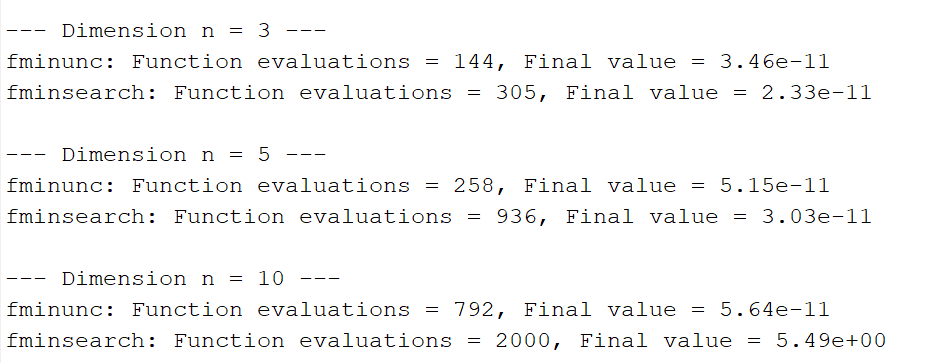 --- Dimension n = 3 ---
fminunc: Function evaluations = 144, Final value = 3.46e-11
fminsearch: Function evaluations = 305, Final value = 2.33e-11
--- Dimension n = 5 ---
fminunc: Function evaluations = 258, Final value = 5.15e-11
fminsearch: Function evaluations = 936, Final value = 3.03e-11
--- Dimension n = 10 ---
fminunc: Function evaluations = 792, Final value = 5.64e-11
fminsearch: Function evaluations = 2000, Final value = 5.49e+00